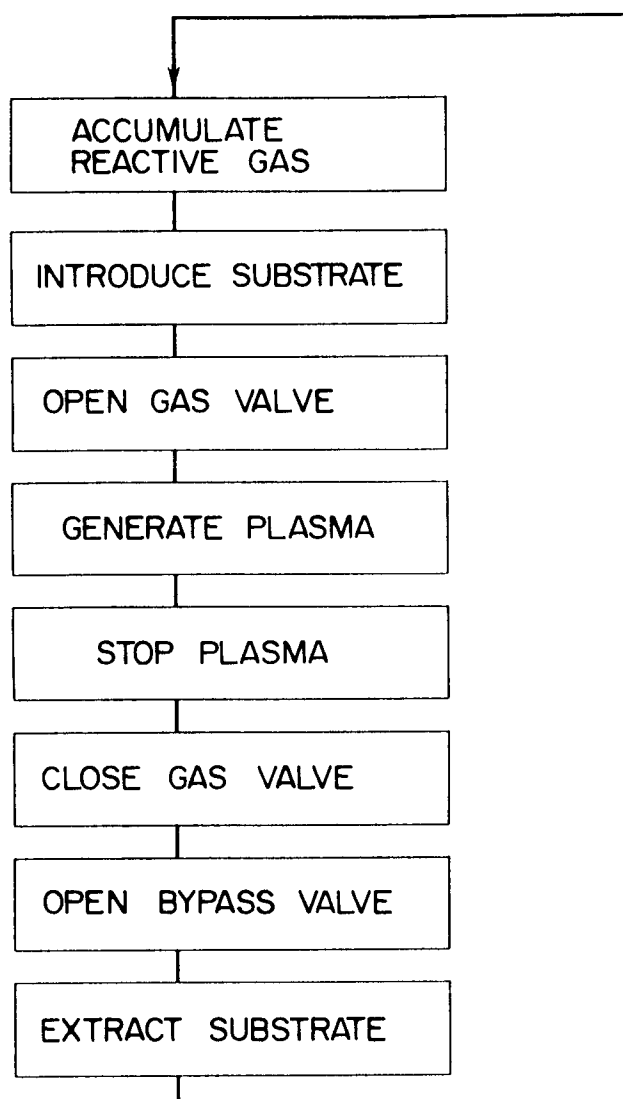 ACCUMULATE
REACTIVE GAS
INTRODUCE SUBSTRATE
OPEN GAS VALVE
GENERATE PLASMA
STOP PLASMA
CLOSE GAS VALVE
OPEN BYPASS VALVE
EXTRACT SUBSTRATE